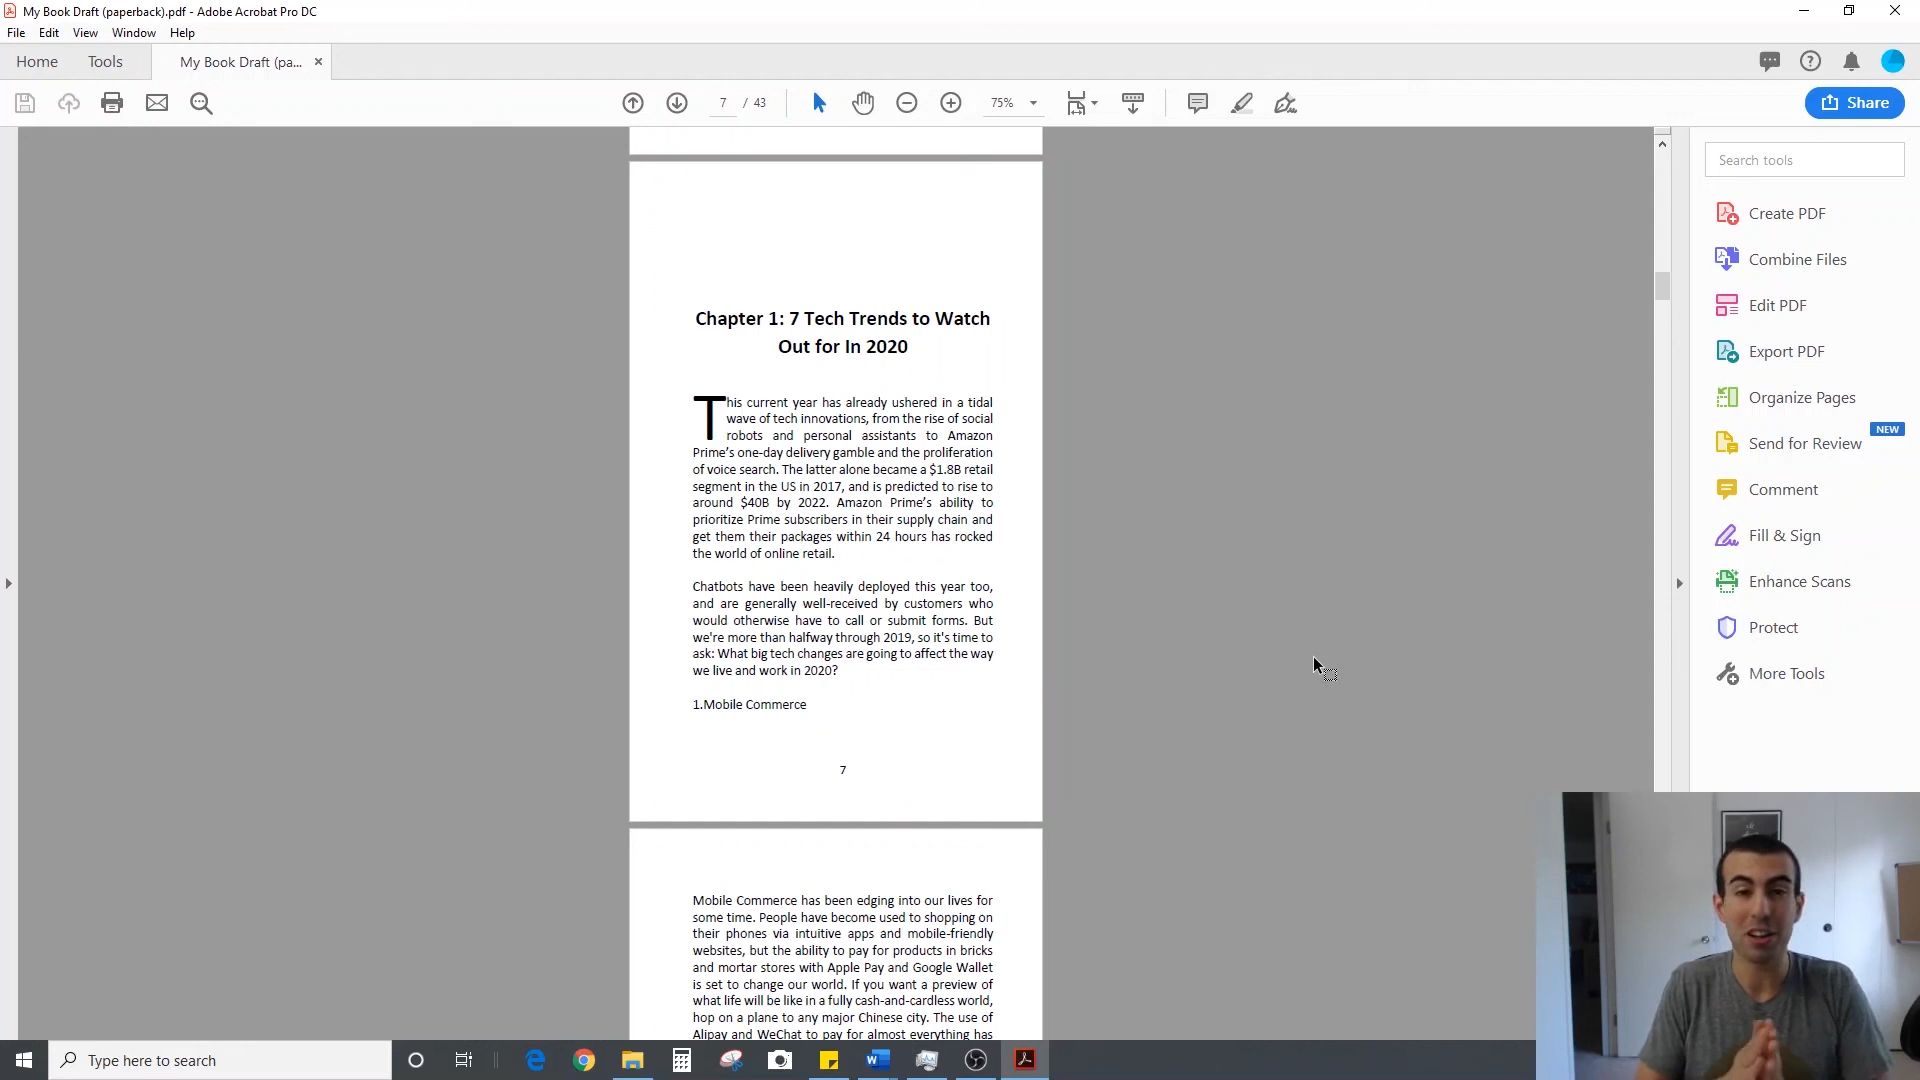 My Book Draft (paperback).pdf - Adobe Acrobat Pro DC
File Edit View Window Help
Home Tools My Book Draft (pa...
7 / 43 75% Share
Search tools
Create PDF
Combine Files
Edit PDF
Export PDF
Organize Pages
NEW
Send for Review
Comment
Fill & Sign
Enhance Scans
Protect
More Tools
Chapter 1: 7 Tech Trends to Watch
Out for In 2020
This current year has already ushered in a tidal
wave of tech innovations, from the rise of social
robots and personal assistants to Amazon
Prime’s one-day delivery gamble and the proliferation
of voice search. The latter alone became a $1.8B retail
segment in the US in 2017, and is predicted to rise to
around $40B by 2022. Amazon Prime’s ability to
prioritize Prime subscribers in their supply chain and
get them their packages within 24 hours has rocked
the world of online retail.
Chatbots have been heavily deployed this year too,
and are generally well-received by customers who
would otherwise have to call or submit forms. But
we're more than halfway through 2019, so it's time to
ask: What big tech changes are going to affect the way
we live and work in 2020?
1.Mobile Commerce
7
Mobile Commerce has been edging into our lives for
some time. People have become used to shopping on
their phones via intuitive apps and mobile-friendly
websites, but the ability to pay for products in bricks
and mortar stores with Apple Pay and Google Wallet
is set to change our world. If you want a preview of
what life will be like in a fully cash-and-cardless world,
hop on a plane to any major Chinese city. The use of
Alipay and WeChat to pay for almost everything has
Type here to search